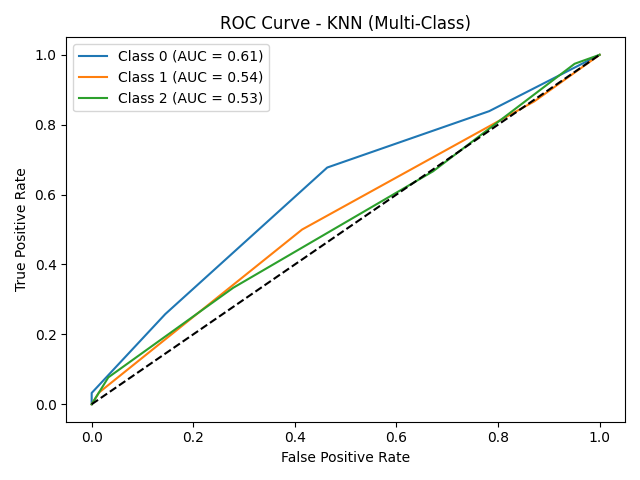 ROC Curve - KNN (Multi-Class)
Class 0 (AUC = 0.61)
Class 1 (AUC = 0.54)
Class 2 (AUC = 0.53)
True Positive Rate
1.0
0.8
0.6
0.4
0.2
0.0
0.0 0.2 0.4 0.6 0.8 1.0
False Positive Rate